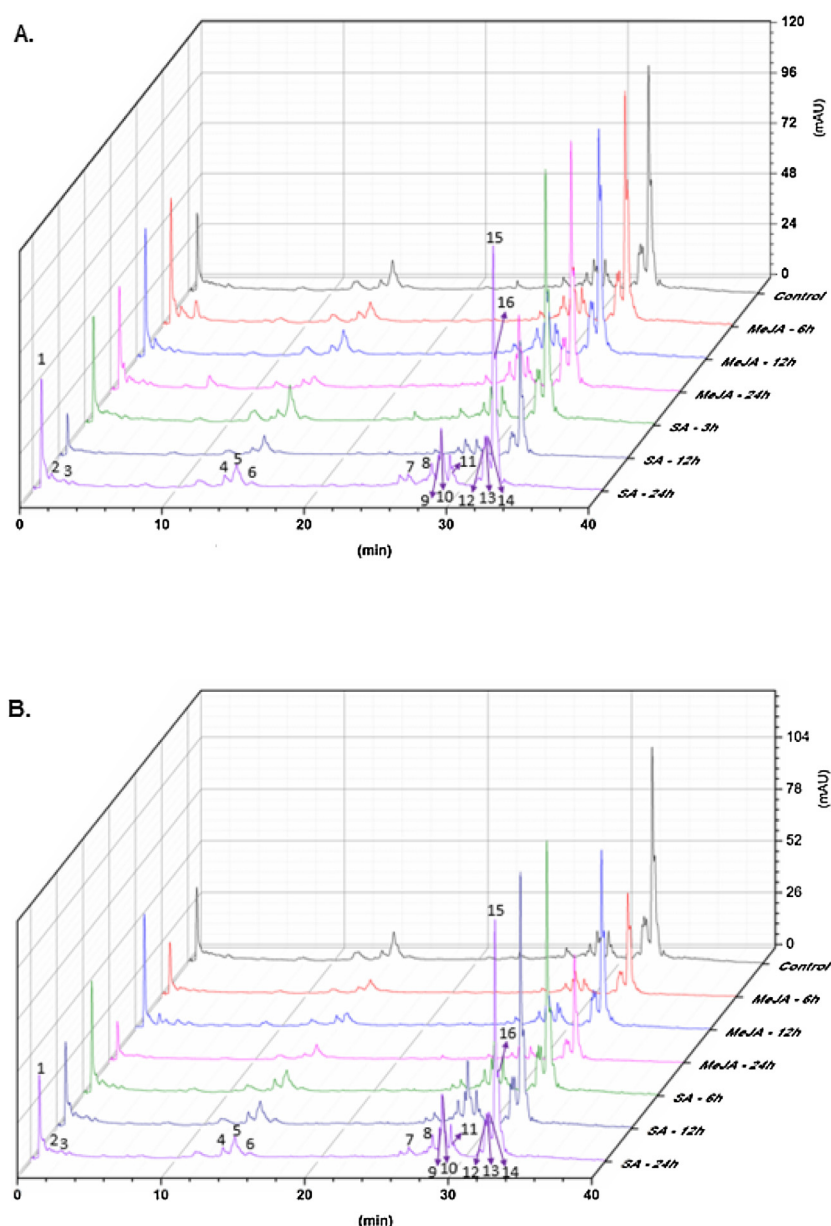 A.
120
96
72
48
24
0
(mAU)
15
16
1
2
3
4
5
6
7
8
9
10
11
12
13
14
Control
MeJA - 6h
MeJA - 12h
MeJA - 24h
SA - 3h
SA - 12h
SA - 24h
0 10 20 30 40
(min)
B.
104
78
52
26
0
(mAU)
15
16
1
2
3
4
5
6
7
8
9
10
11
12
13
14
Control
MeJA - 6h
MeJA - 12h
MeJA - 24h
SA - 6h
SA - 12h
SA - 24h
0 10 20 30 40
(min)